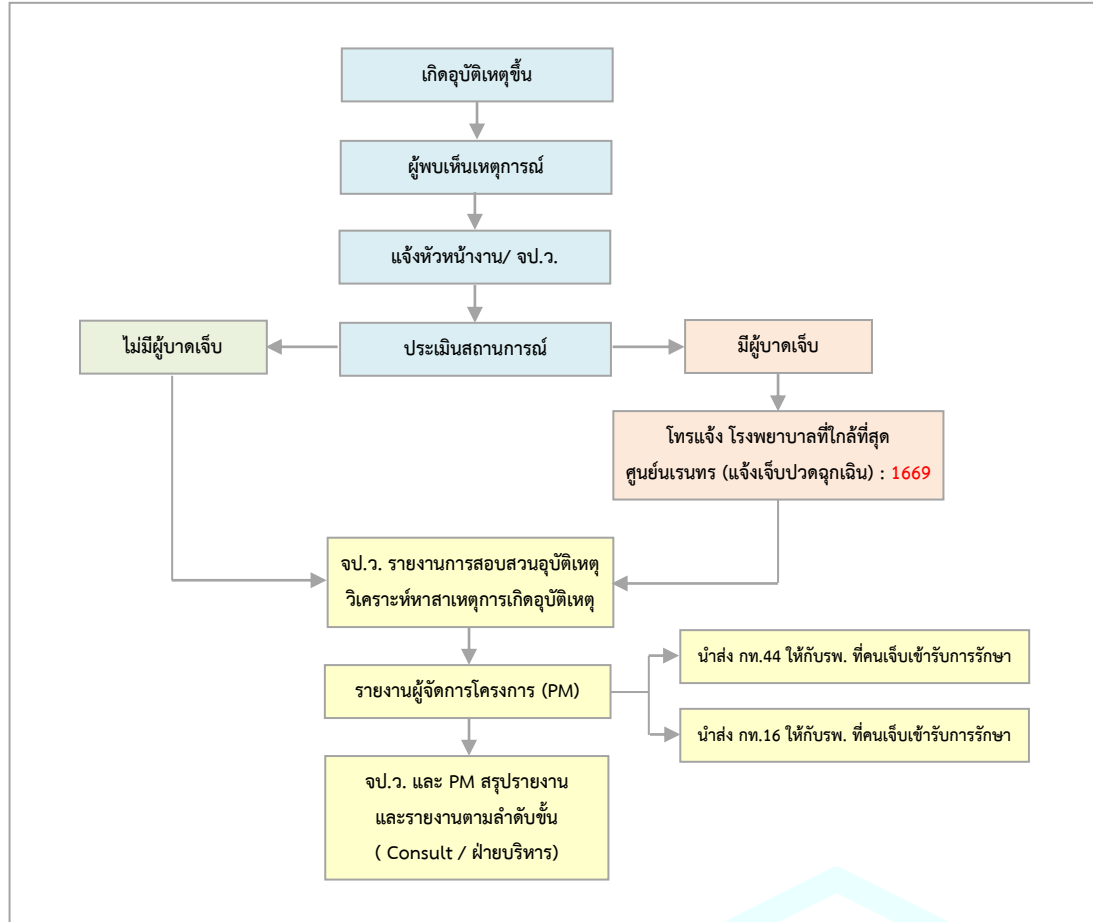 เกิดอุบัติเหตุขึ้น
ผู้พบเห็นเหตุการณ์
แจ้งหัวหน้างาน/ จป.ว.
ไม่มีผู้บาดเจ็บ
ประเมินสถานการณ์
มีผู้บาดเจ็บ
โทรแจ้ง โรงพยาบาลที่ใกล้ที่สุด
ศูนย์นเรนทร (แจ้งเจ็บปวดฉุกเฉิน) : 1669
จป.ว. รายงานการสอบสวนอุบัติเหตุ
วิเคราะห์หาสาเหตุการเกิดอุบัติเหตุ
รายงานผู้จัดการโครงการ (PM)
นำส่ง กท.44 ให้กับรพ. ที่คนเจ็บเข้ารับการรักษา
นำส่ง กท.16 ให้กับรพ. ที่คนเจ็บเข้ารับการรักษา
จป.ว. และ PM สรุปรายงาน
และรายงานตามลำดับขั้น
( Consult / ฝ่ายบริหาร)